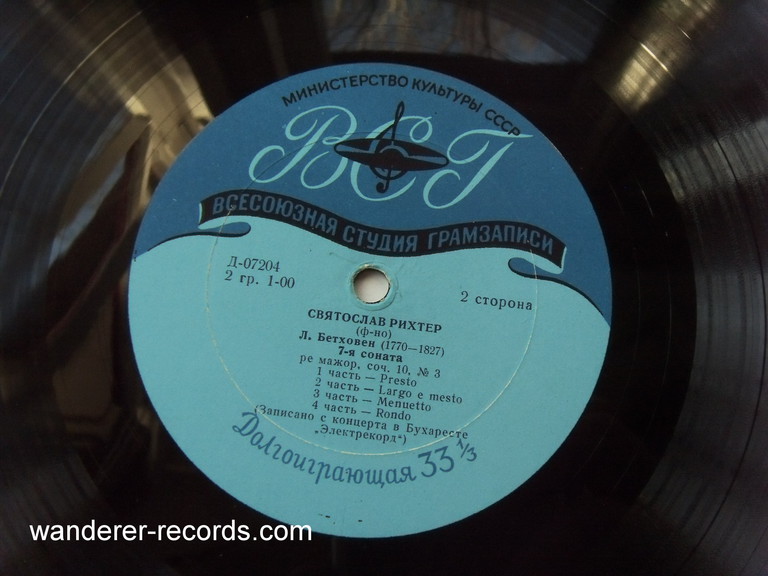 МИНИСТЕРСТВО КУЛЬТУРЫ СССР
ВСГ
ВСЕСОЮЗНАЯ СТУДИЯ ГРАМЗАПИСИ
Д-07204
2 гр. 1-00
2 сторона
СВЯТОСЛАВ РИХТЕР
(ф-но)
Л. Бетховен (1770—1827)
7-я соната
ре мажор, соч. 10, № 3
1 часть — Presto
2 часть — Largo e mesto
3 часть — Menuetto
4 часть — Rondo
(Записано с концерта в Бухаресте
„Электрекорд“)
Долгоиграющая 33 1/3
wanderer-records.com